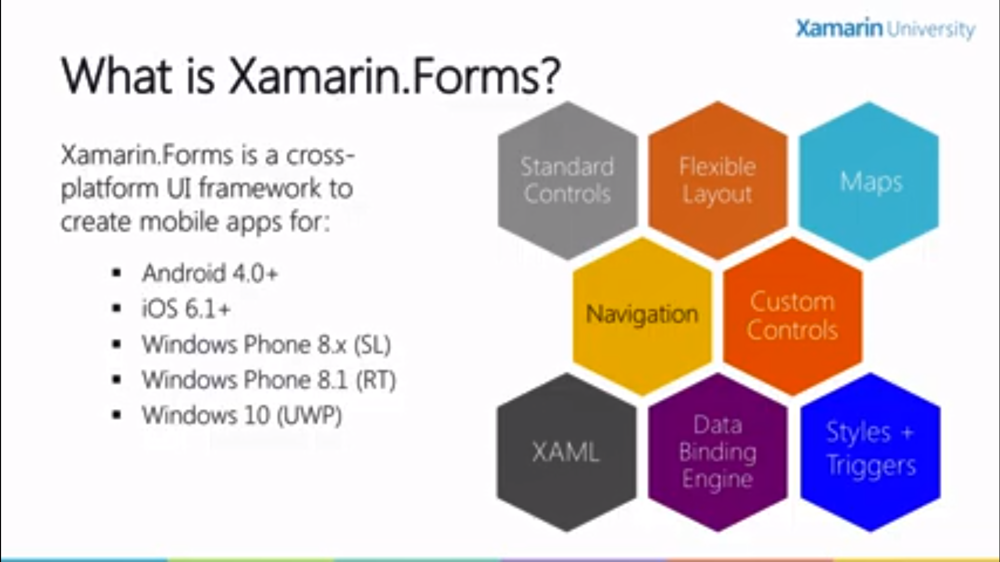 Xamarin University
What is Xamarin.Forms?
Xamarin.Forms is a cross-
platform UI framework to
create mobile apps for:
▪ Android 4.0+
▪ iOS 6.1+
▪ Windows Phone 8.x (SL)
▪ Windows Phone 8.1 (RT)
▪ Windows 10 (UWP)
Standard
Controls
Flexible
Layout
Maps
Navigation
Custom
Controls
XAML
Data
Binding
Engine
Styles +
Triggers